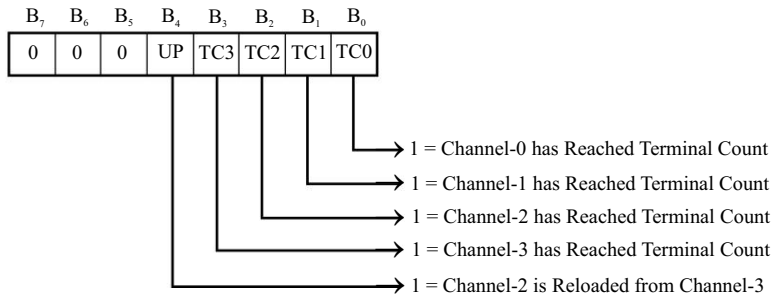 B₇ B₆ B₅ B₄ B₃ B₂ B₁ B₀
0 0 0 UP TC3 TC2 TC1 TC0
1 = Channel-0 has Reached Terminal Count
1 = Channel-1 has Reached Terminal Count
1 = Channel-2 has Reached Terminal Count
1 = Channel-3 has Reached Terminal Count
1 = Channel-2 is Reloaded from Channel-3